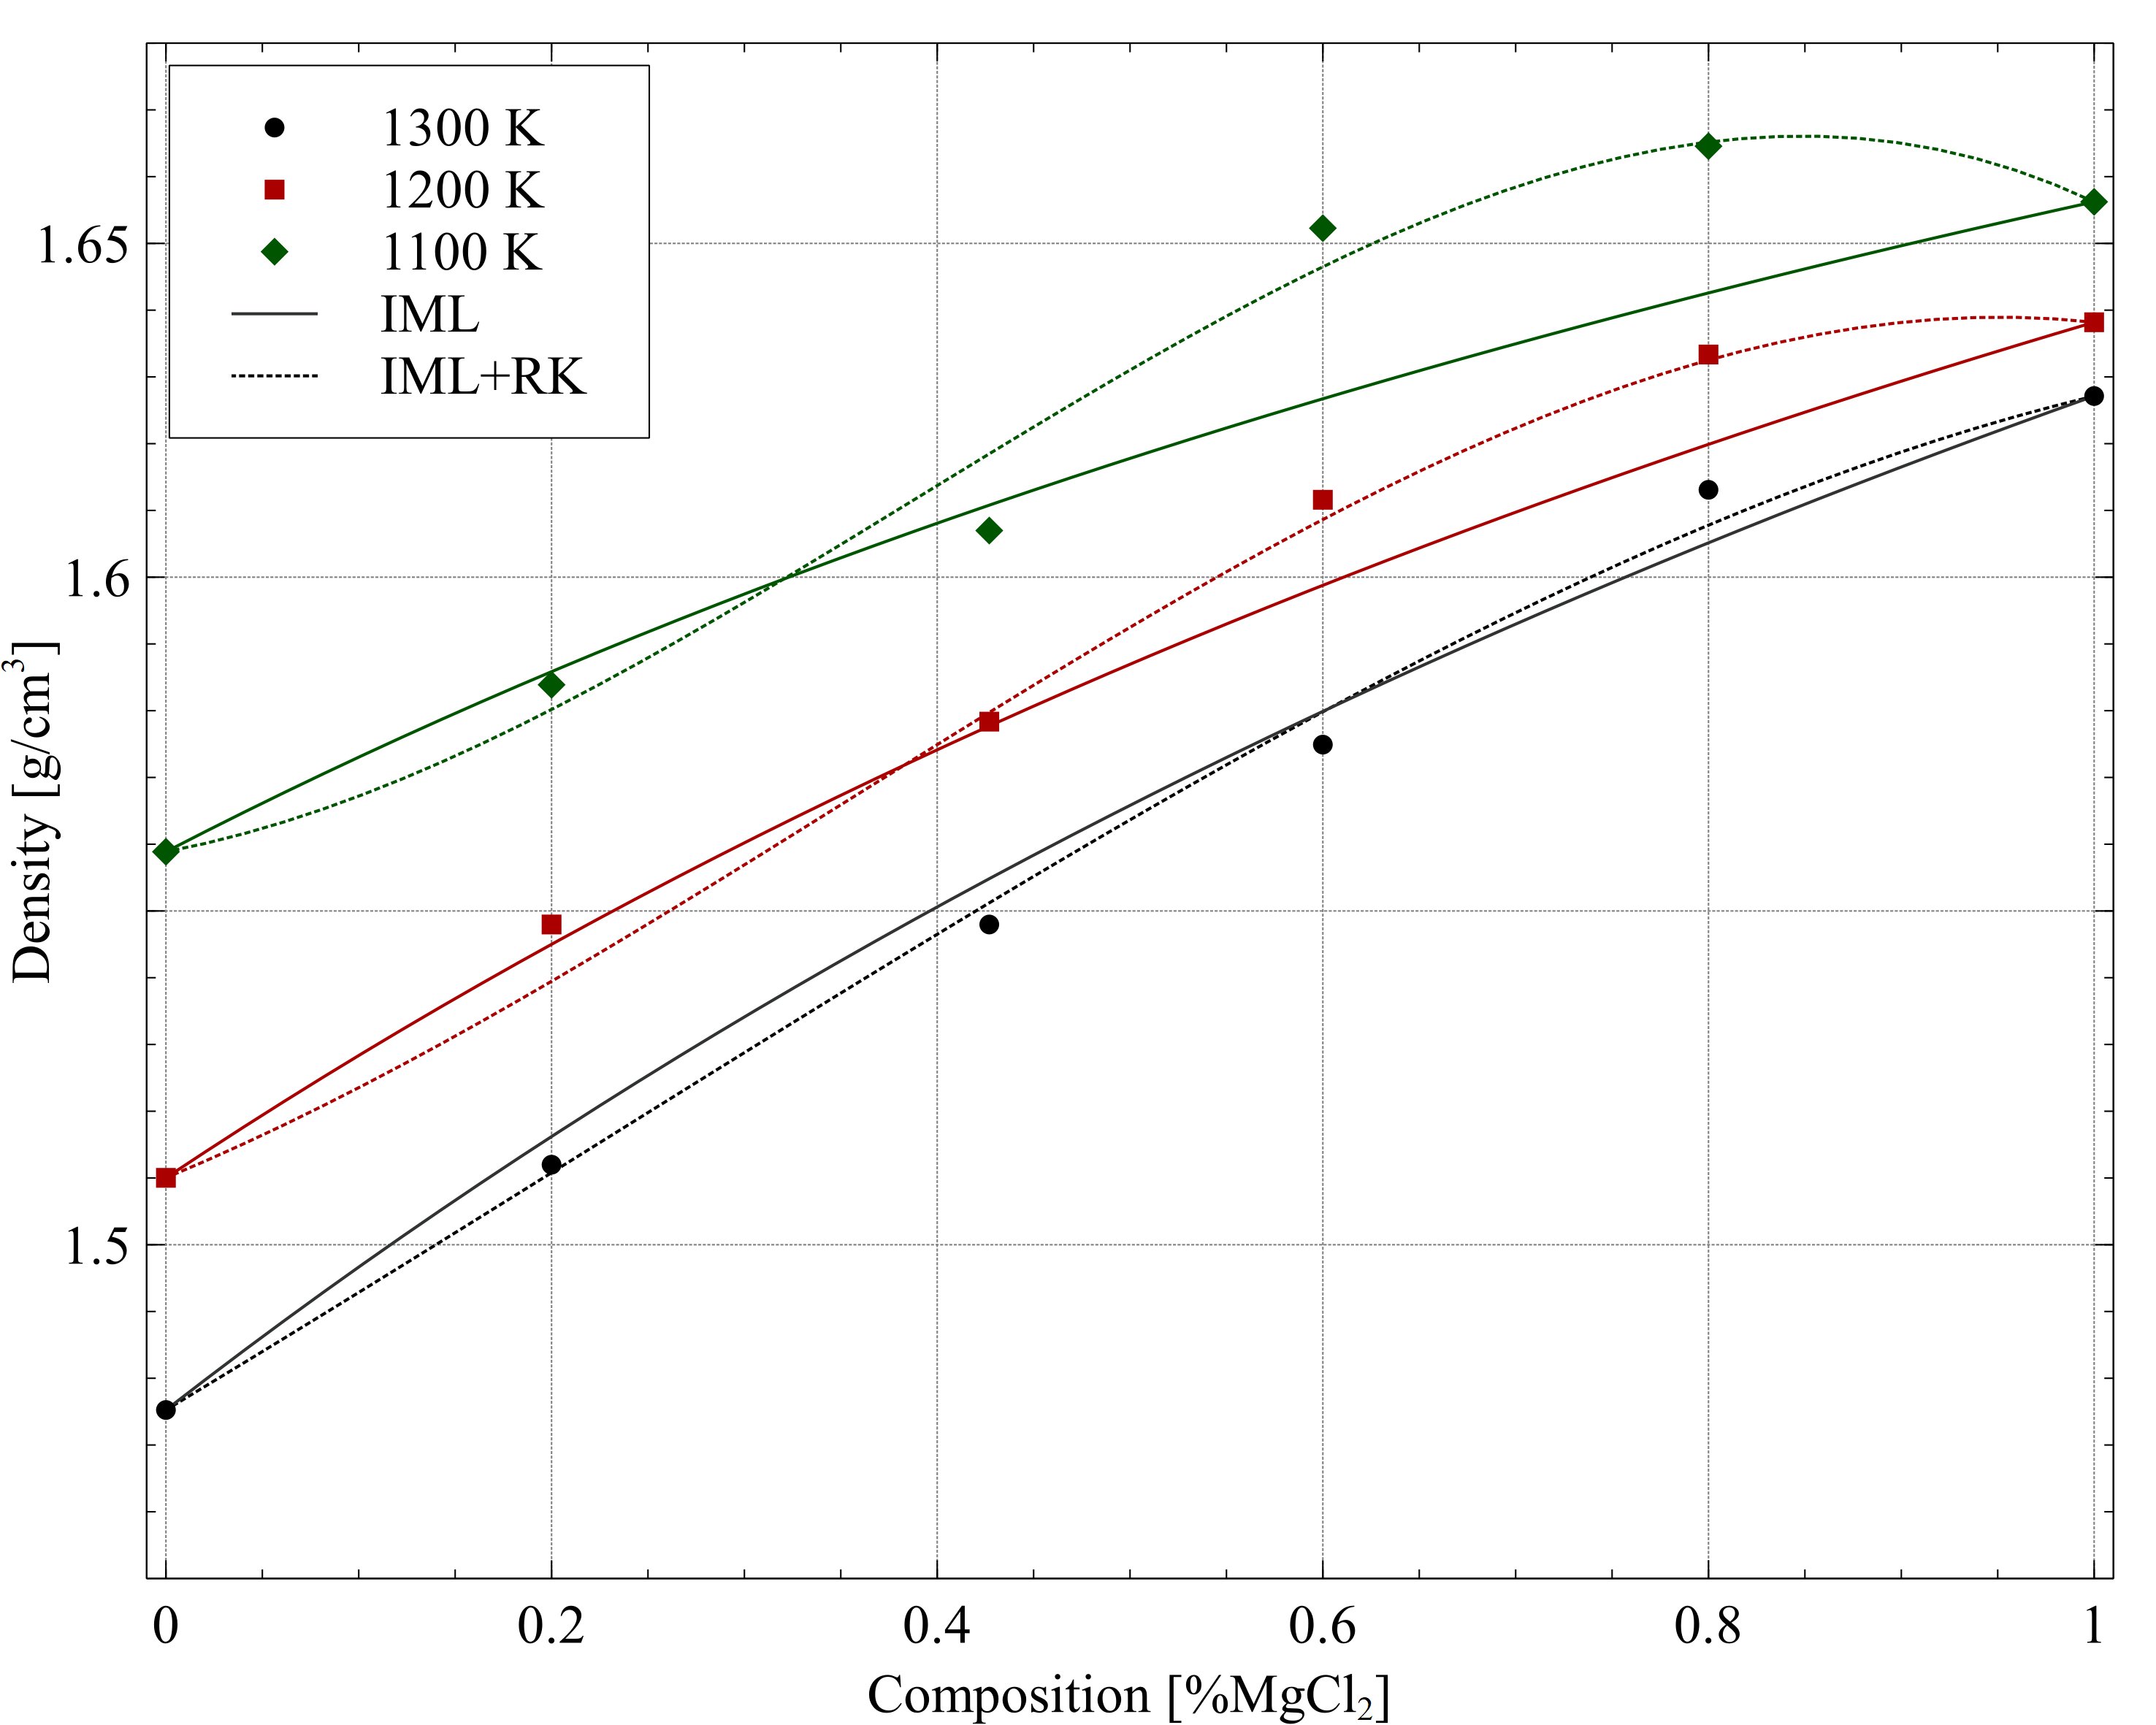 1300 K
1200 K
1100 K
IML
IML+RK
1.65
1.6
1.5
Density [g/cm³]
0 0.2 0.4 0.6 0.8 1
Composition [%MgCl₂]